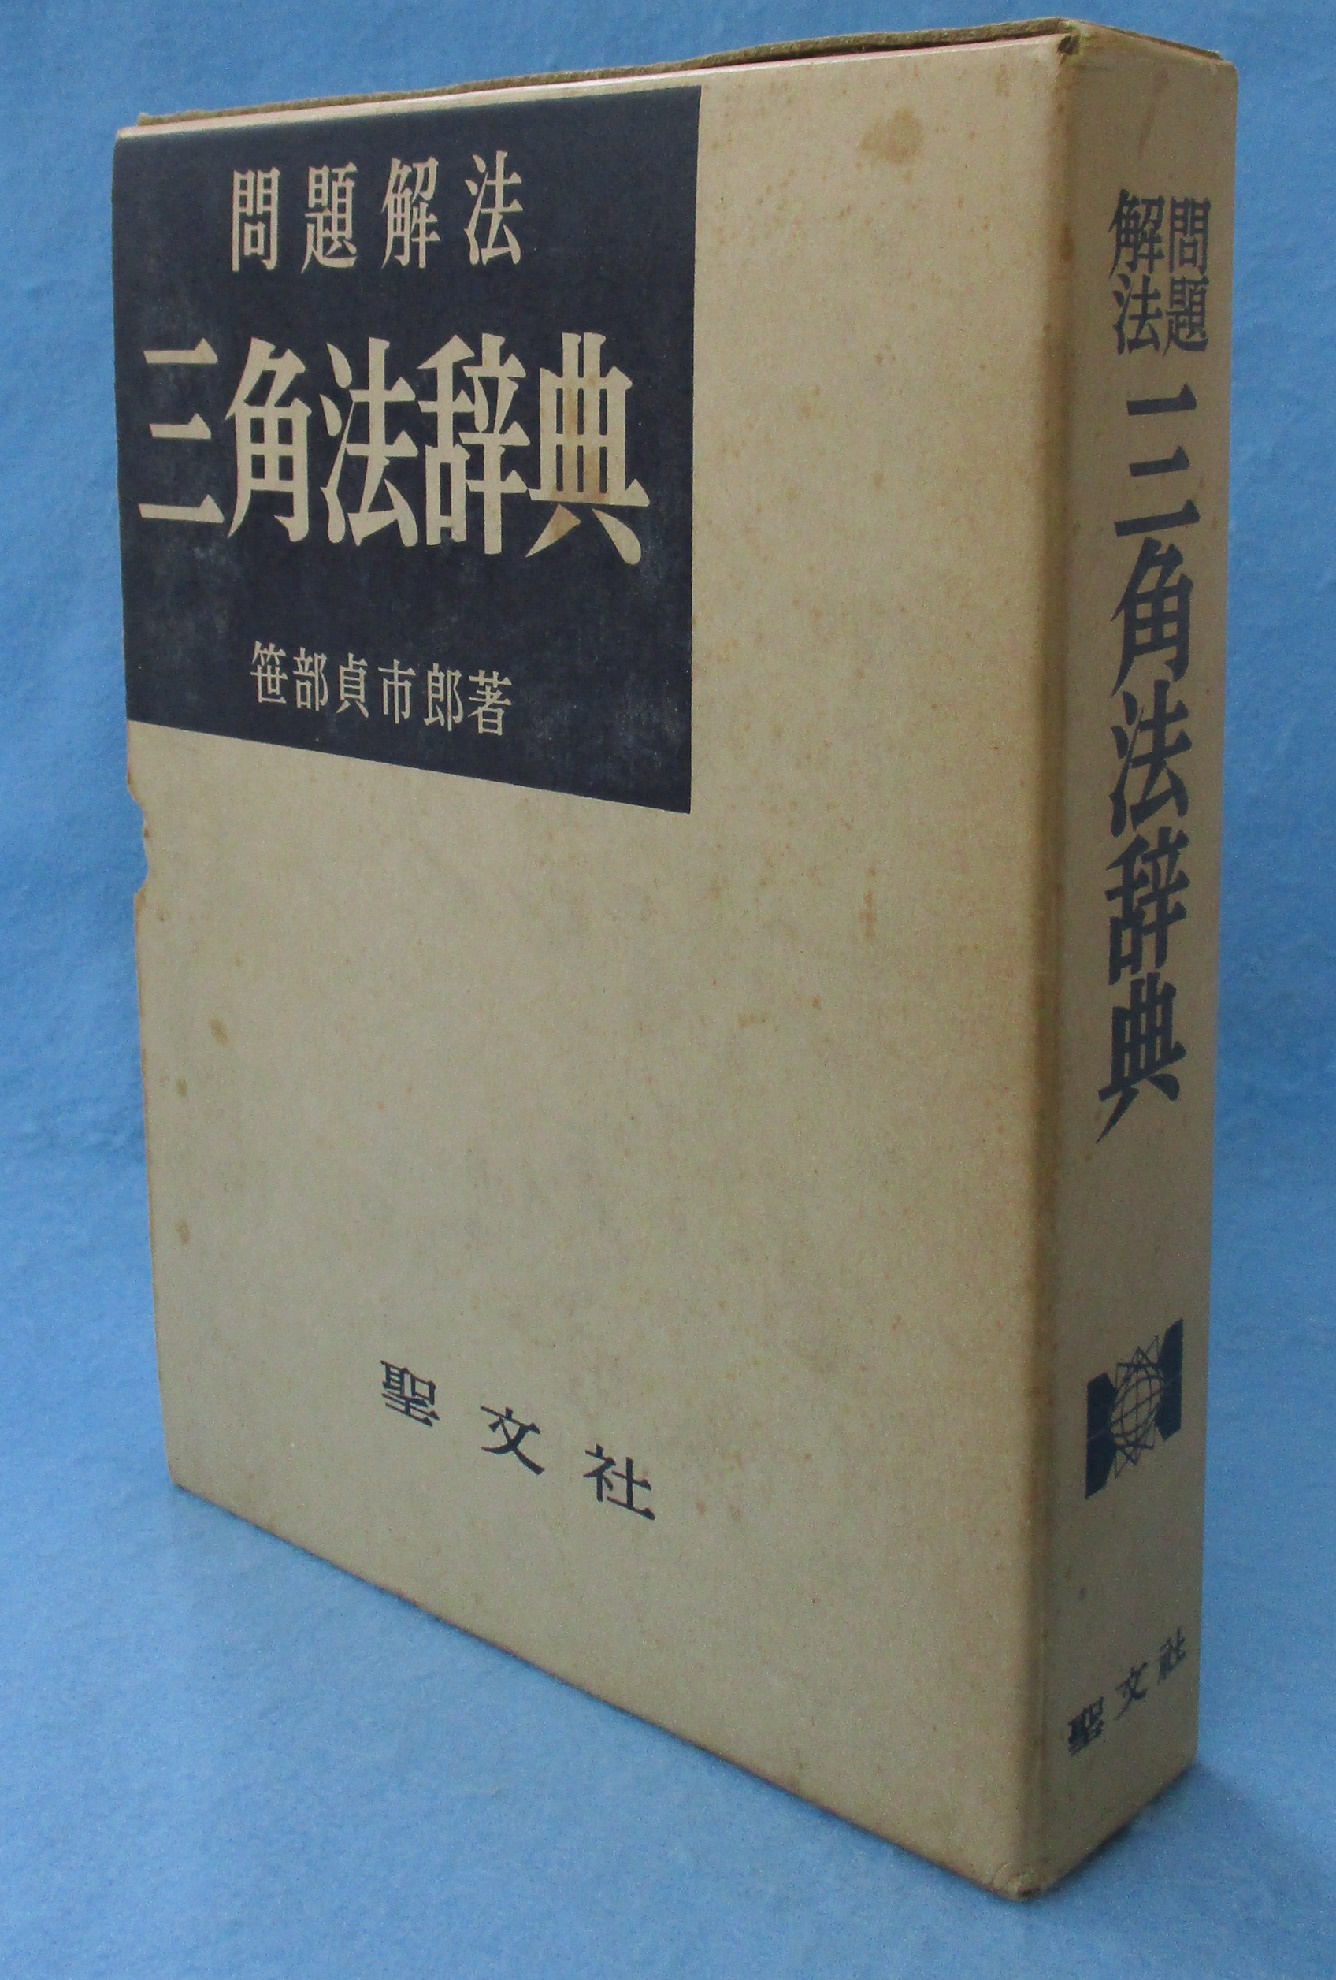 問題解法
三角法辞典
笹部貞市郎著
聖文社
問題
解法
三角法辞典
聖文社